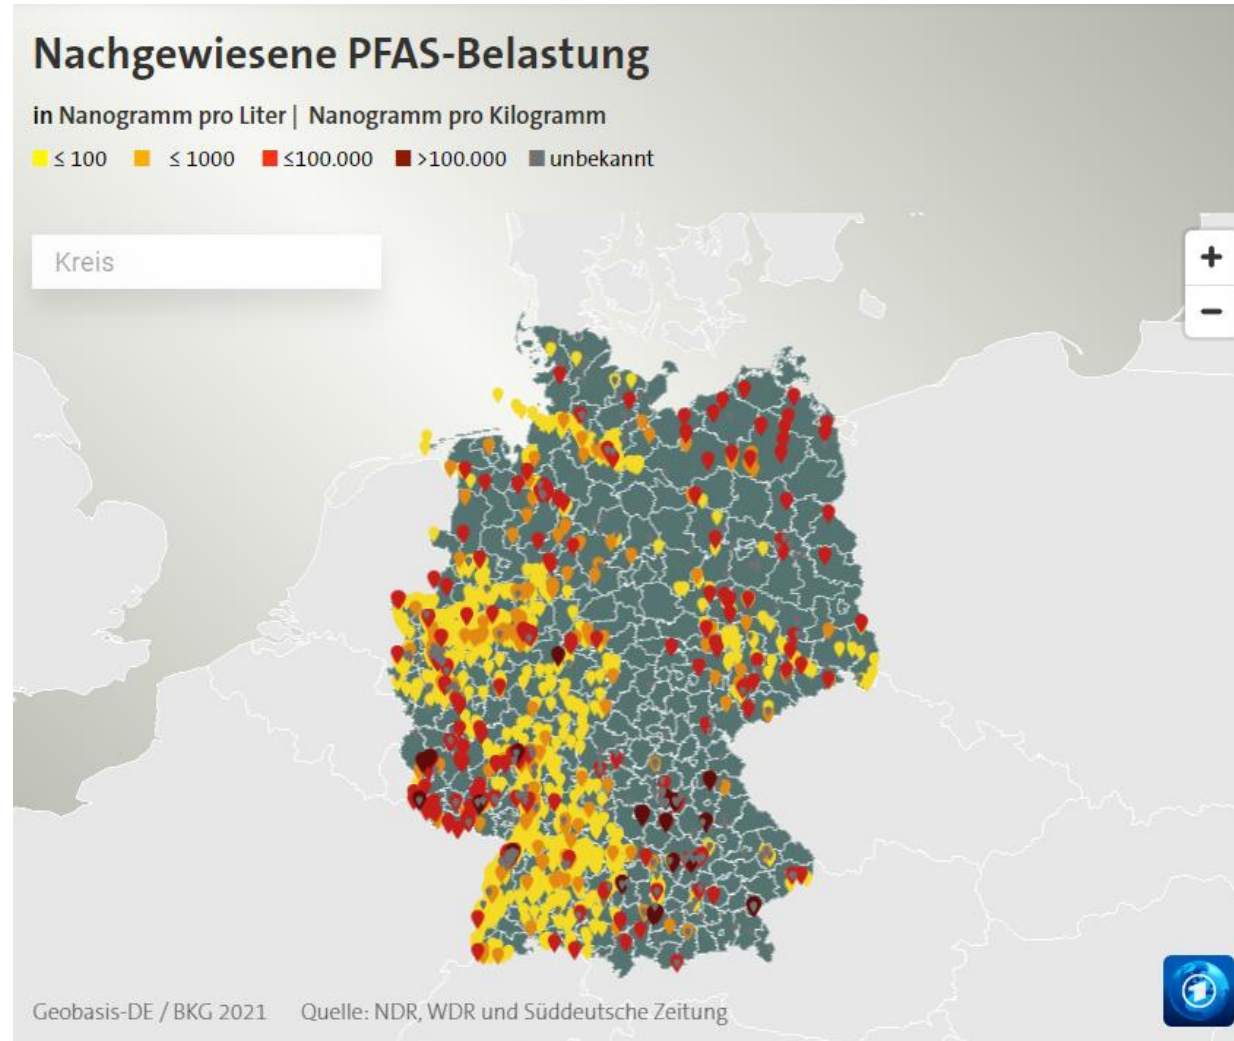 Nachgewiesene PFAS-Belastung
in Nanogramm pro Liter | Nanogramm pro Kilogramm
≤ 100 ≤ 1000 ≤100.000 >100.000 unbekannt
Kreis
+
−
Geobasis-DE / BKG 2021 Quelle: NDR, WDR und Süddeutsche Zeitung
1